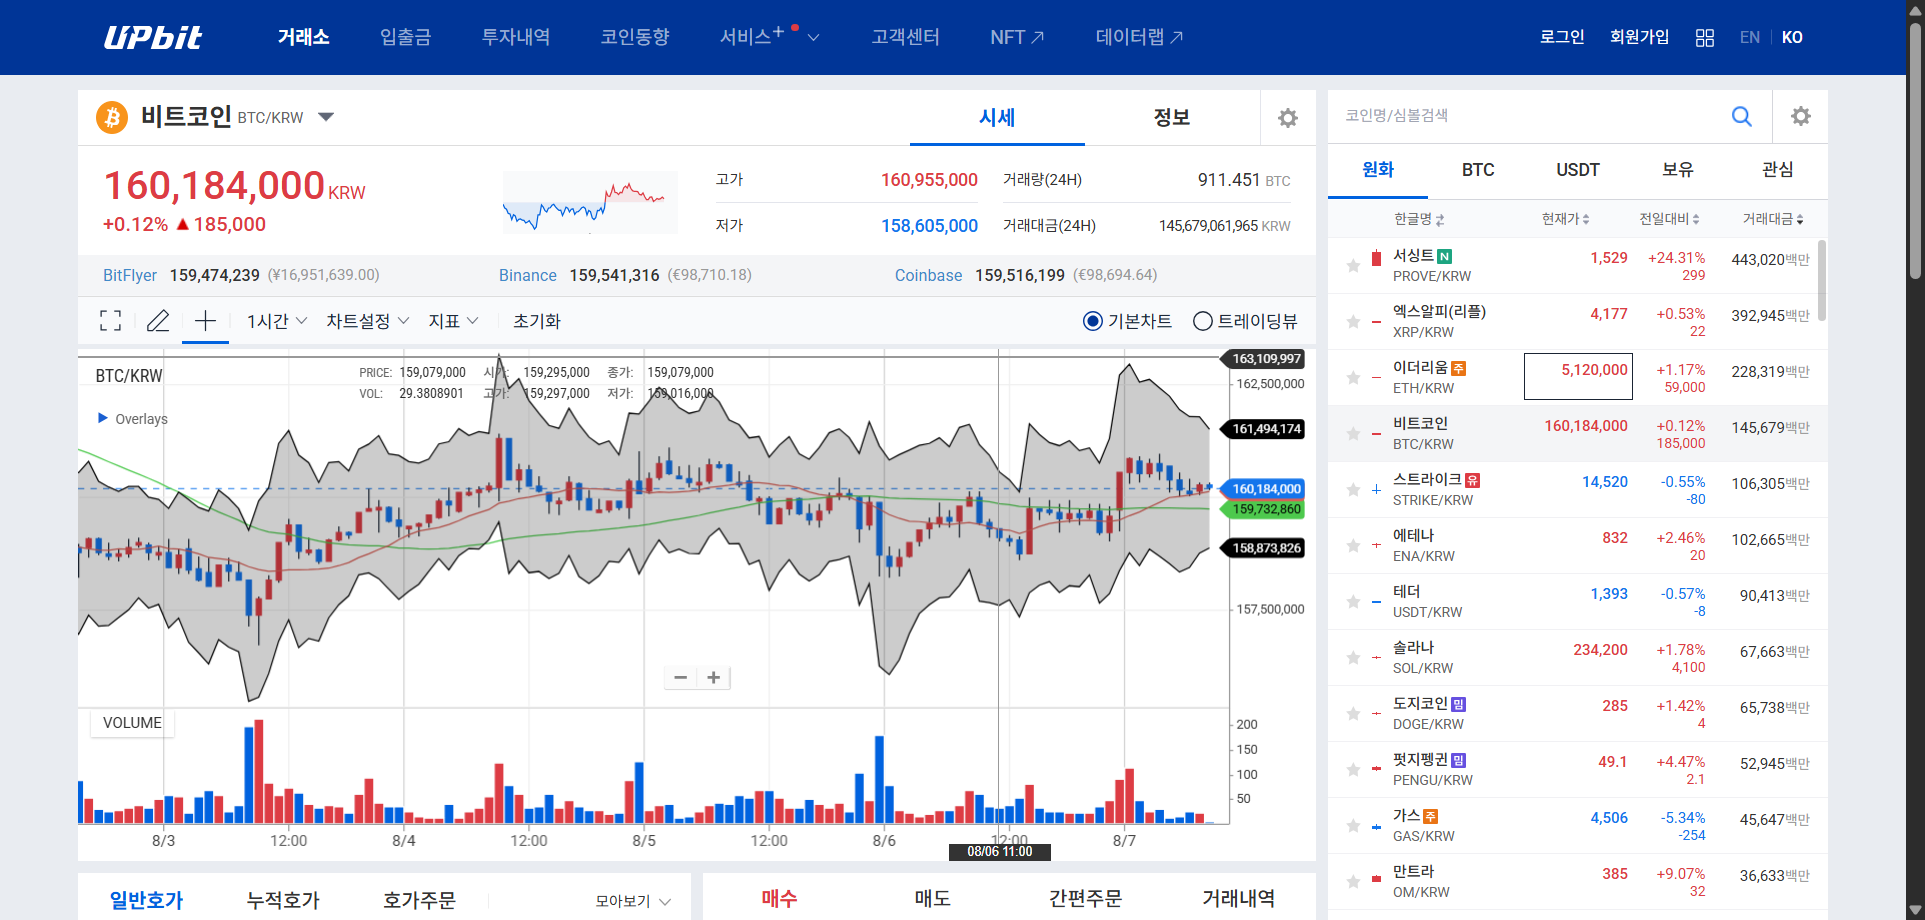 UPbit
거래소 입출금 투자내역 코인동향 서비스+ 고객센터 NFT 데이터랩
로그인 회원가입 EN KO
비트코인 BTC/KRW
시세 정보
160,184,000 KRW
+0.12% ▲ 185,000
고가 160,955,000 거래량(24H) 911.451 BTC
저가 158,605,000 거래대금(24H) 145,679,061,965 KRW
BitFlyer 159,474,239 (¥16,951,639.00) Binance 159,541,316 (€98,710.18) Coinbase 159,516,199 (€98,694.64)
1시간 차트설정 지표 초기화 기본차트 트레이딩뷰
BTC/KRW
PRICE: 159,079,000 시가: 159,295,000 종가: 159,079,000
VOL: 29.3808901 고가: 159,297,000 저가: 159,016,000
Overlays
163,109,997
162,500,000
161,494,174
160,184,000
159,732,860
158,873,826
157,500,000
− +
VOLUME
200
150
100
50
8/3 12:00 8/4 12:00 8/5 12:00 8/6 12:00 8/7
08/06 11:00
일반호가 누적호가 호가주문 모아보기
매수 매도 간편주문 거래내역
코인명/심볼검색
원화 BTC USDT 보유 관심
한글명 현재가 전일대비 거래대금
서싱트 N 1,529 +24.31% 443,020백만
PROVE/KRW 299
엑스알피(리플) 4,177 +0.53% 392,945백만
XRP/KRW 22
이더리움 주 5,120,000 +1.17% 228,319백만
ETH/KRW 59,000
비트코인 160,184,000 +0.12% 145,679백만
BTC/KRW 185,000
스트라이크 유 14,520 -0.55% 106,305백만
STRIKE/KRW -80
에테나 832 +2.46% 102,665백만
ENA/KRW 20
테더 1,393 -0.57% 90,413백만
USDT/KRW -8
솔라나 234,200 +1.78% 67,663백만
SOL/KRW 4,100
도지코인 밈 285 +1.42% 65,738백만
DOGE/KRW 4
펏지펭귄 밈 49.1 +4.47% 52,945백만
PENGU/KRW 2.1
가스 주 4,506 -5.34% 45,647백만
GAS/KRW -254
만트라 385 +9.07% 36,633백만
OM/KRW 32